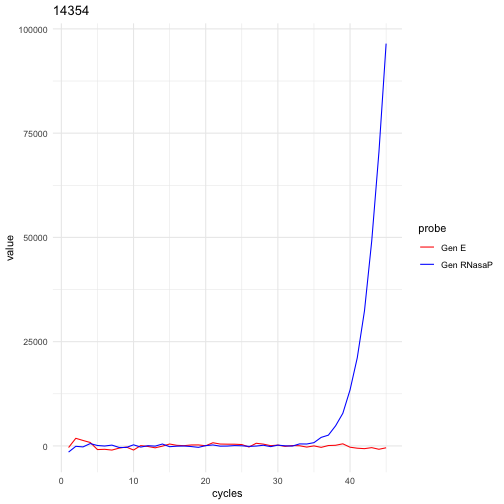 14354
100000
75000
50000
25000
0
value
0 10 20 30 40
cycles
probe
Gen E
Gen RNasaP